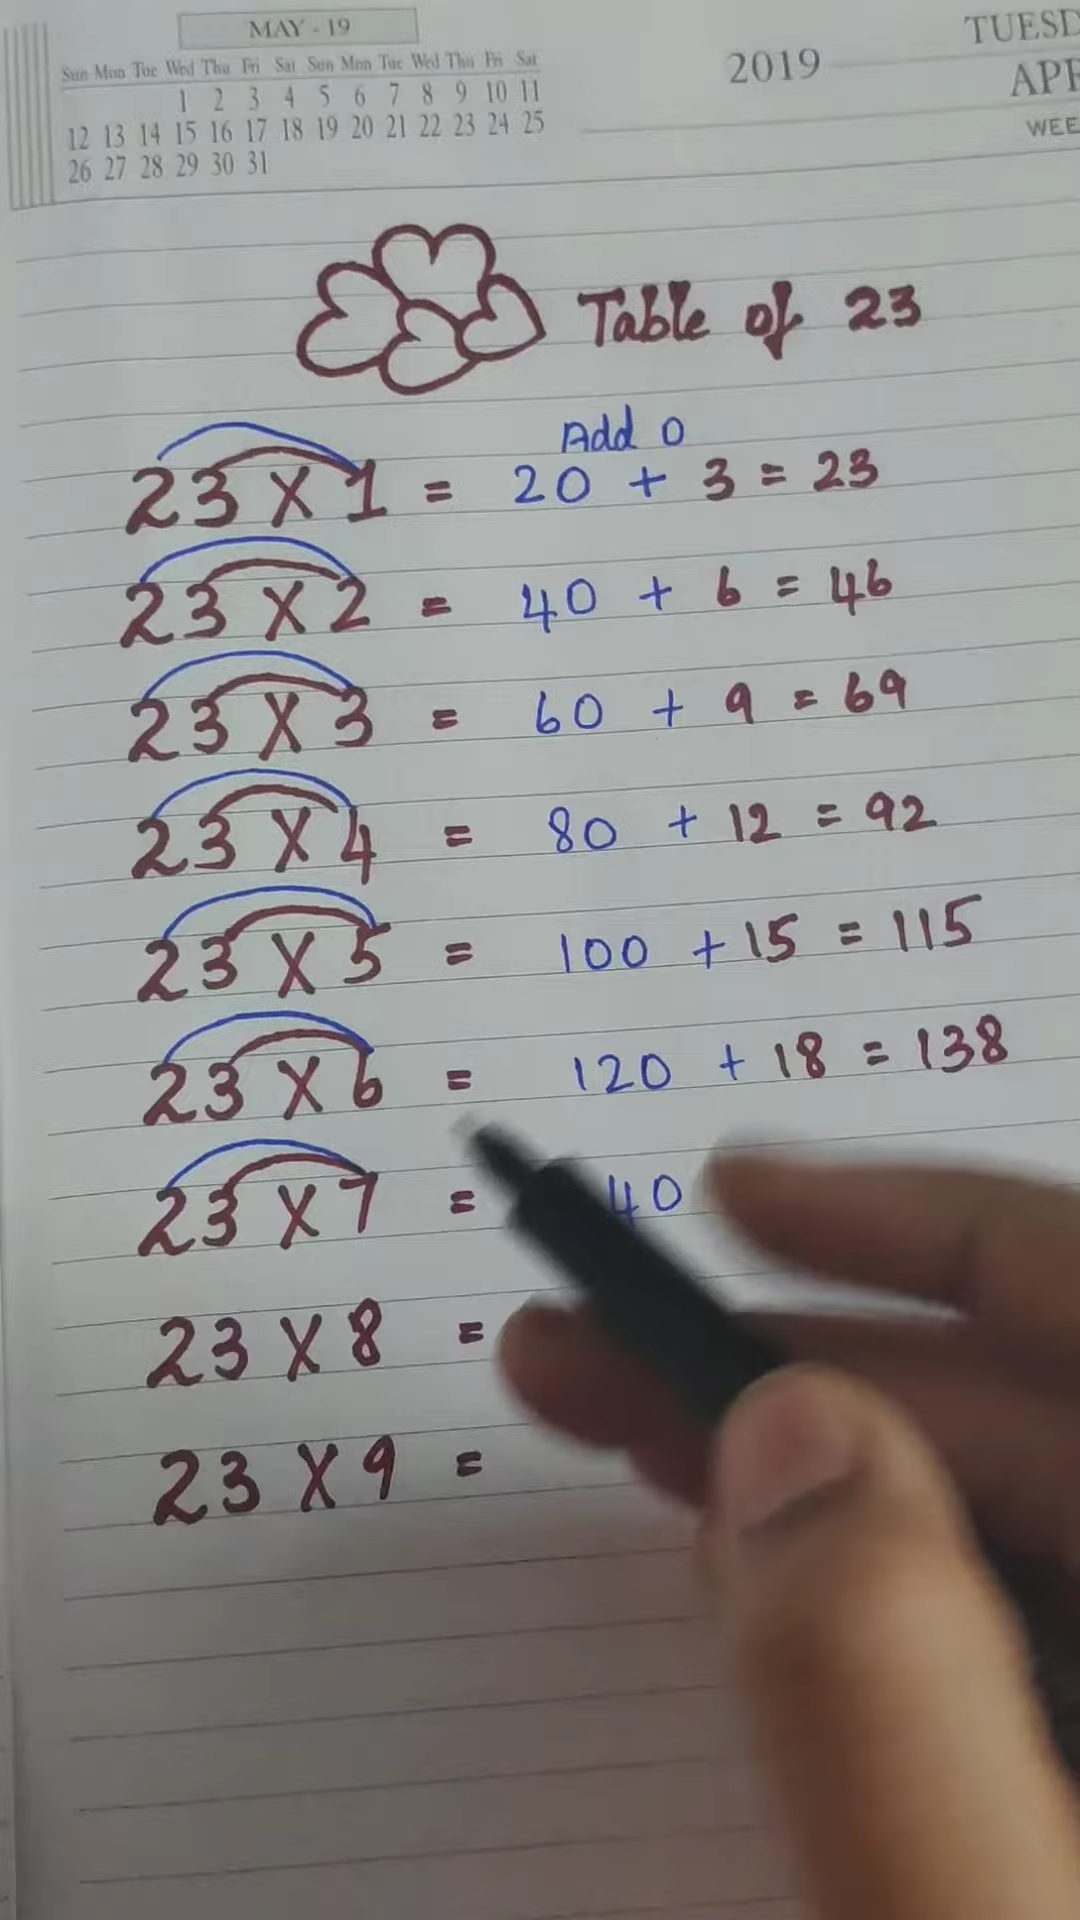 MAY - 19
Sun Mon Tue Wed Thu Fri Sat Sun Mon Tue Wed Thu Fri Sat
1 2 3 4 5 6 7 8 9 10 11
12 13 14 15 16 17 18 19 20 21 22 23 24 25
26 27 28 29 30 31
2019
TUESD
APR
WEE
Table of 23
Add 0
23 X 1 = 20 + 3 = 23
23 X 2 = 40 + 6 = 46
23 X 3 = 60 + 9 = 69
23 X 4 = 80 + 12 = 92
23 X 5 = 100 + 15 = 115
23 X 6 = 120 + 18 = 138
23 X 7 = 40
23 X 8 =
23 X 9 =